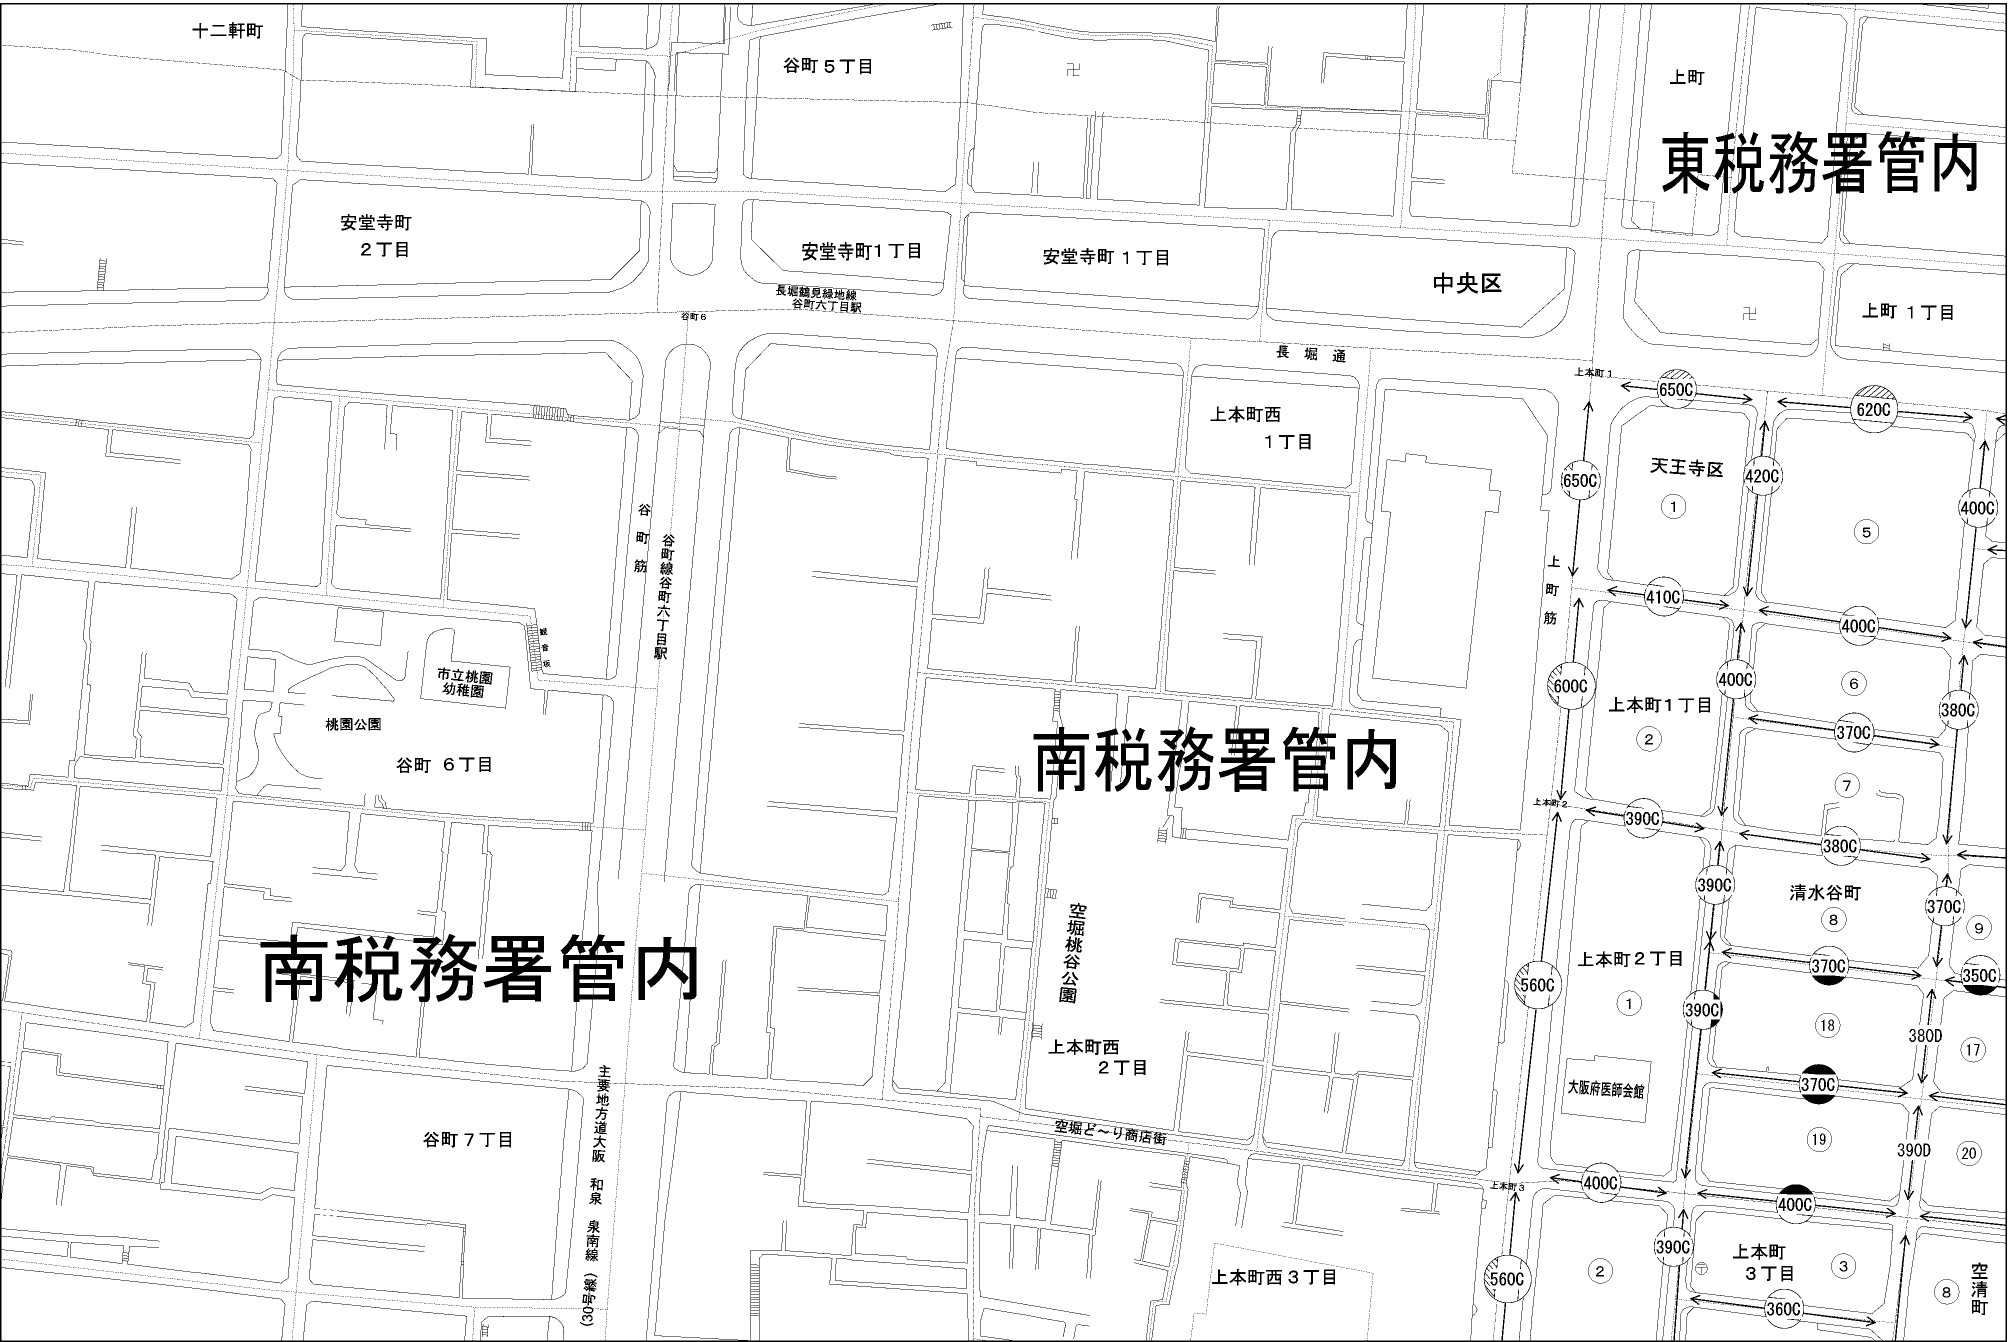 十二軒町
谷町５丁目
上町
東税務署管内
安堂寺町
２丁目
安堂寺町１丁目
安堂寺町 １丁目
中央区
長堀鶴見緑地線
谷町六丁目駅
谷町６
上町 １丁目
長 堀 通
上本町１
650C
620C
上本町西
１丁目
天王寺区
650C
420C
400C
1
5
谷町筋
谷町線谷町六丁目駅
上町筋
410C
400C
観音坂
市立桃園
幼稚園
桃園公園
600C
400C
6
380C
上本町１丁目
2
370C
南税務署管内
谷町 ６丁目
7
上本町２
390C
380C
390C
清水谷町
8
370C
9
空堀桃谷公園
南税務署管内
上本町２丁目
1
560C
370C
350C
390C
18
380D
17
上本町西
２丁目
主要地方道大阪 和泉 泉南線 (30号線)
大阪府医師会館
370C
谷町７丁目
空堀ど～り商店街
19
390D
20
上本町３
400C
400C
390C
上本町
３丁目
3
560C
上本町西３丁目
2
〒
360C
8
空清町